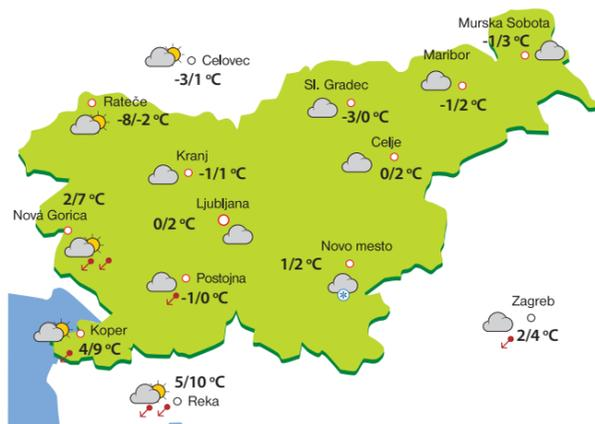 Murska Sobota
-1/3 °C
Maribor
-1/2 °C
Celovec
-3/1 °C
Sl. Gradec
-3/0 °C
Rateče
-8/-2 °C
Celje
0/2 °C
Kranj
-1/1 °C
2/7 °C
Nova Gorica
Ljubljana
0/2 °C
Novo mesto
1/2 °C
Postojna
-1/0 °C
Zagreb
2/4 °C
Koper
4/9 °C
5/10 °C
Reka